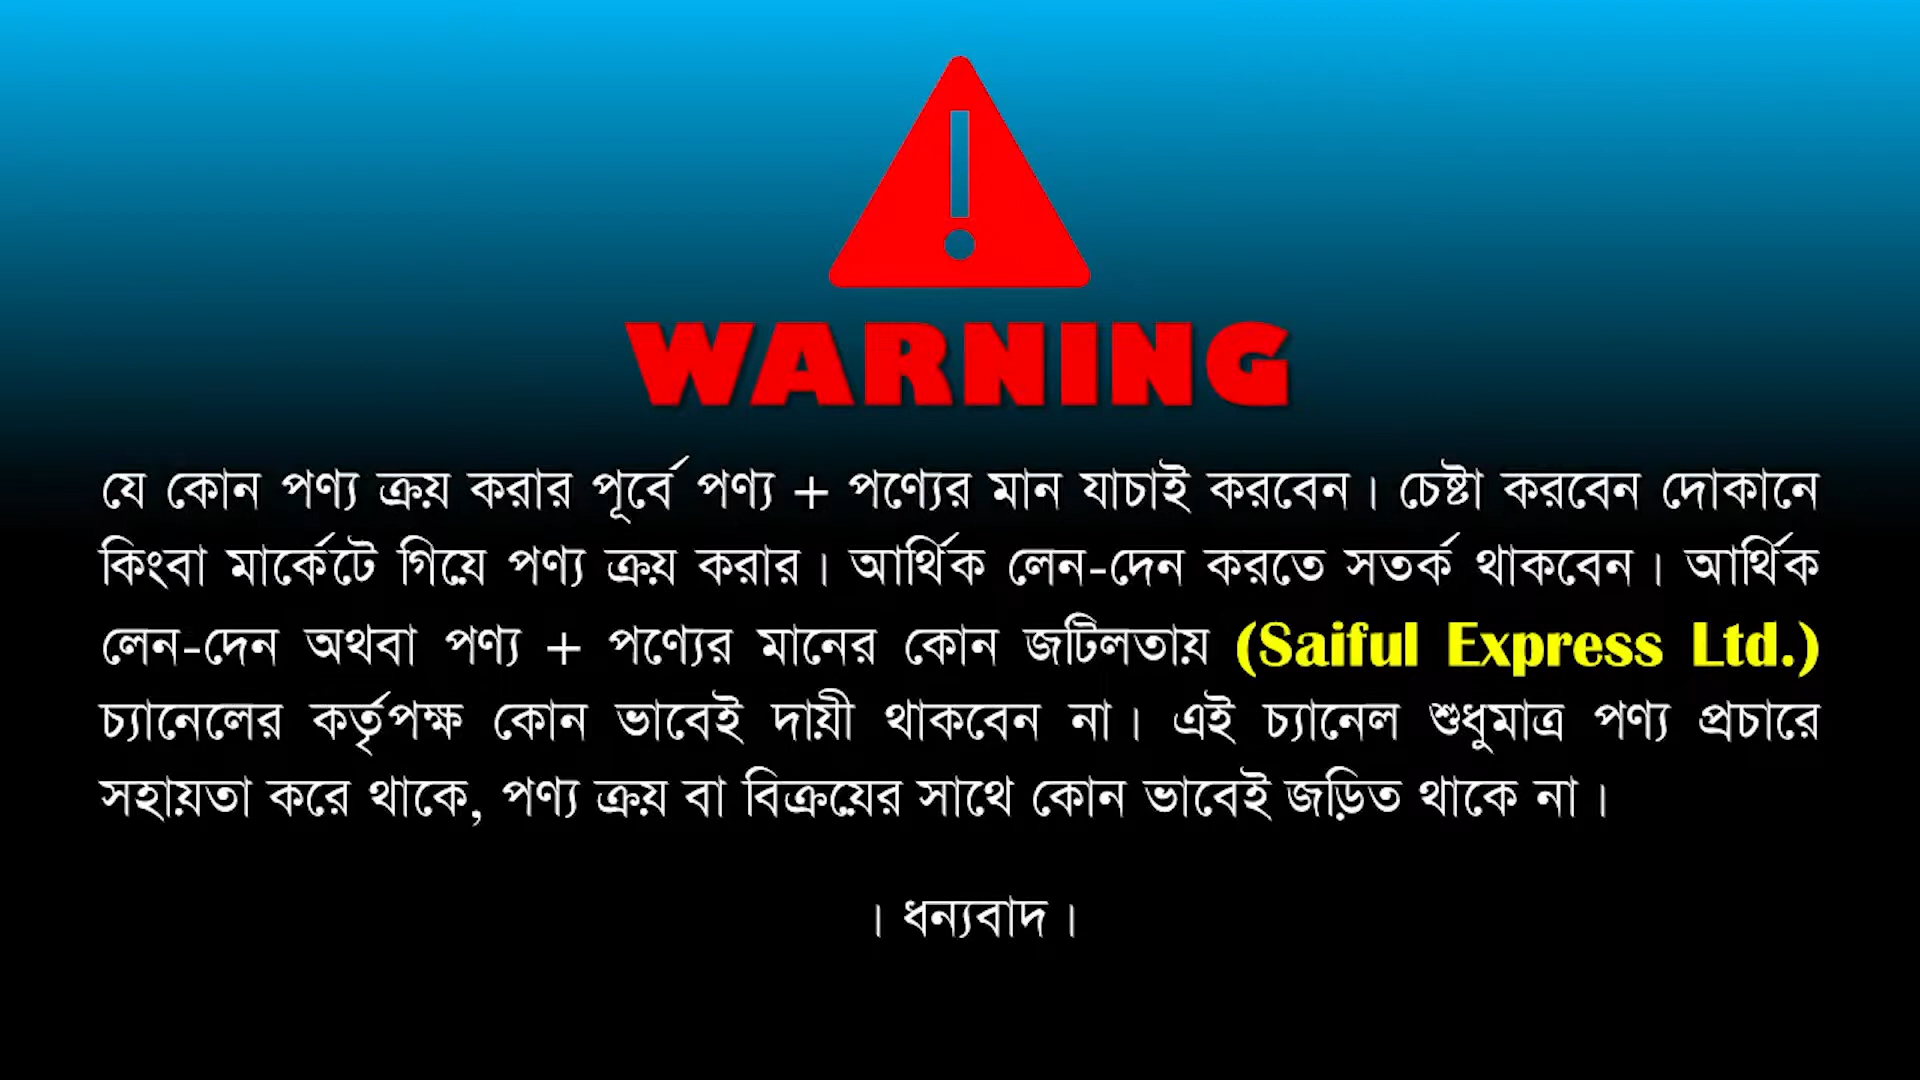 WARNING
যে কোন পণ্য ক্রয় করার পূর্বে পণ্য + পণ্যের মান যাচাই করবেন। চেষ্টা করবেন দোকানে
কিংবা মার্কেটে গিয়ে পণ্য ক্রয় করার। আর্থিক লেন-দেন করতে সতর্ক থাকবেন। আর্থিক
লেন-দেন অথবা পণ্য + পণ্যের মানের কোন জটিলতায় (Saiful Express Ltd.)
চ্যানেলের কর্তৃপক্ষ কোন ভাবেই দায়ী থাকবেন না। এই চ্যানেল শুধুমাত্র পণ্য প্রচারে
সহায়তা করে থাকে, পণ্য ক্রয় বা বিক্রয়ের সাথে কোন ভাবেই জড়িত থাকে না।
। ধন্যবাদ।